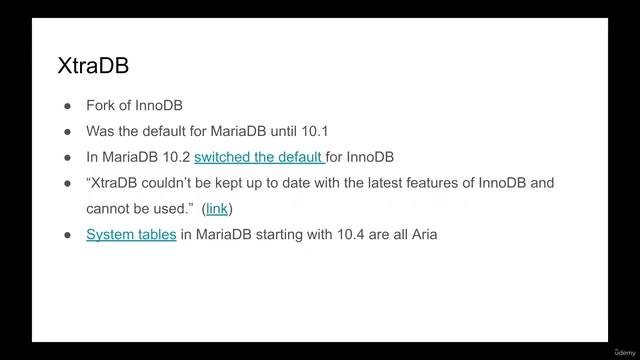 XtraDB
● Fork of InnoDB
● Was the default for MariaDB until 10.1
● In MariaDB 10.2 switched the default for InnoDB
● “XtraDB couldn’t be kept up to date with the latest features of InnoDB and
cannot be used.” (link)
● System tables in MariaDB starting with 10.4 are all Aria
udemy